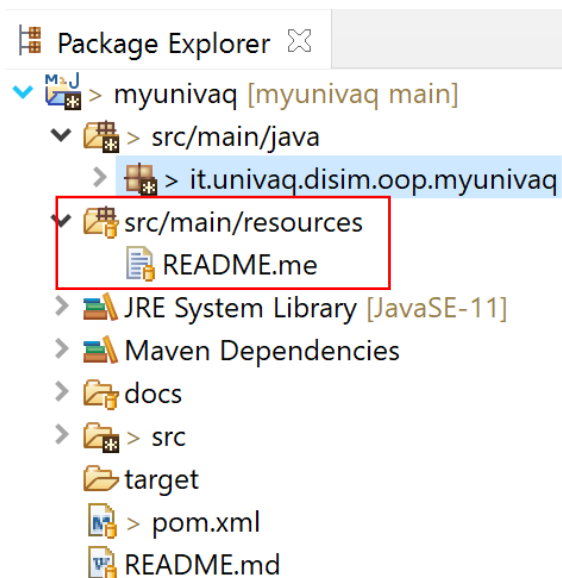 Package Explorer
> myunivaq [myunivaq main]
> src/main/java
> it.univaq.disim.oop.myunivaq
src/main/resources
README.me
JRE System Library [JavaSE-11]
Maven Dependencies
docs
> src
target
> pom.xml
README.md